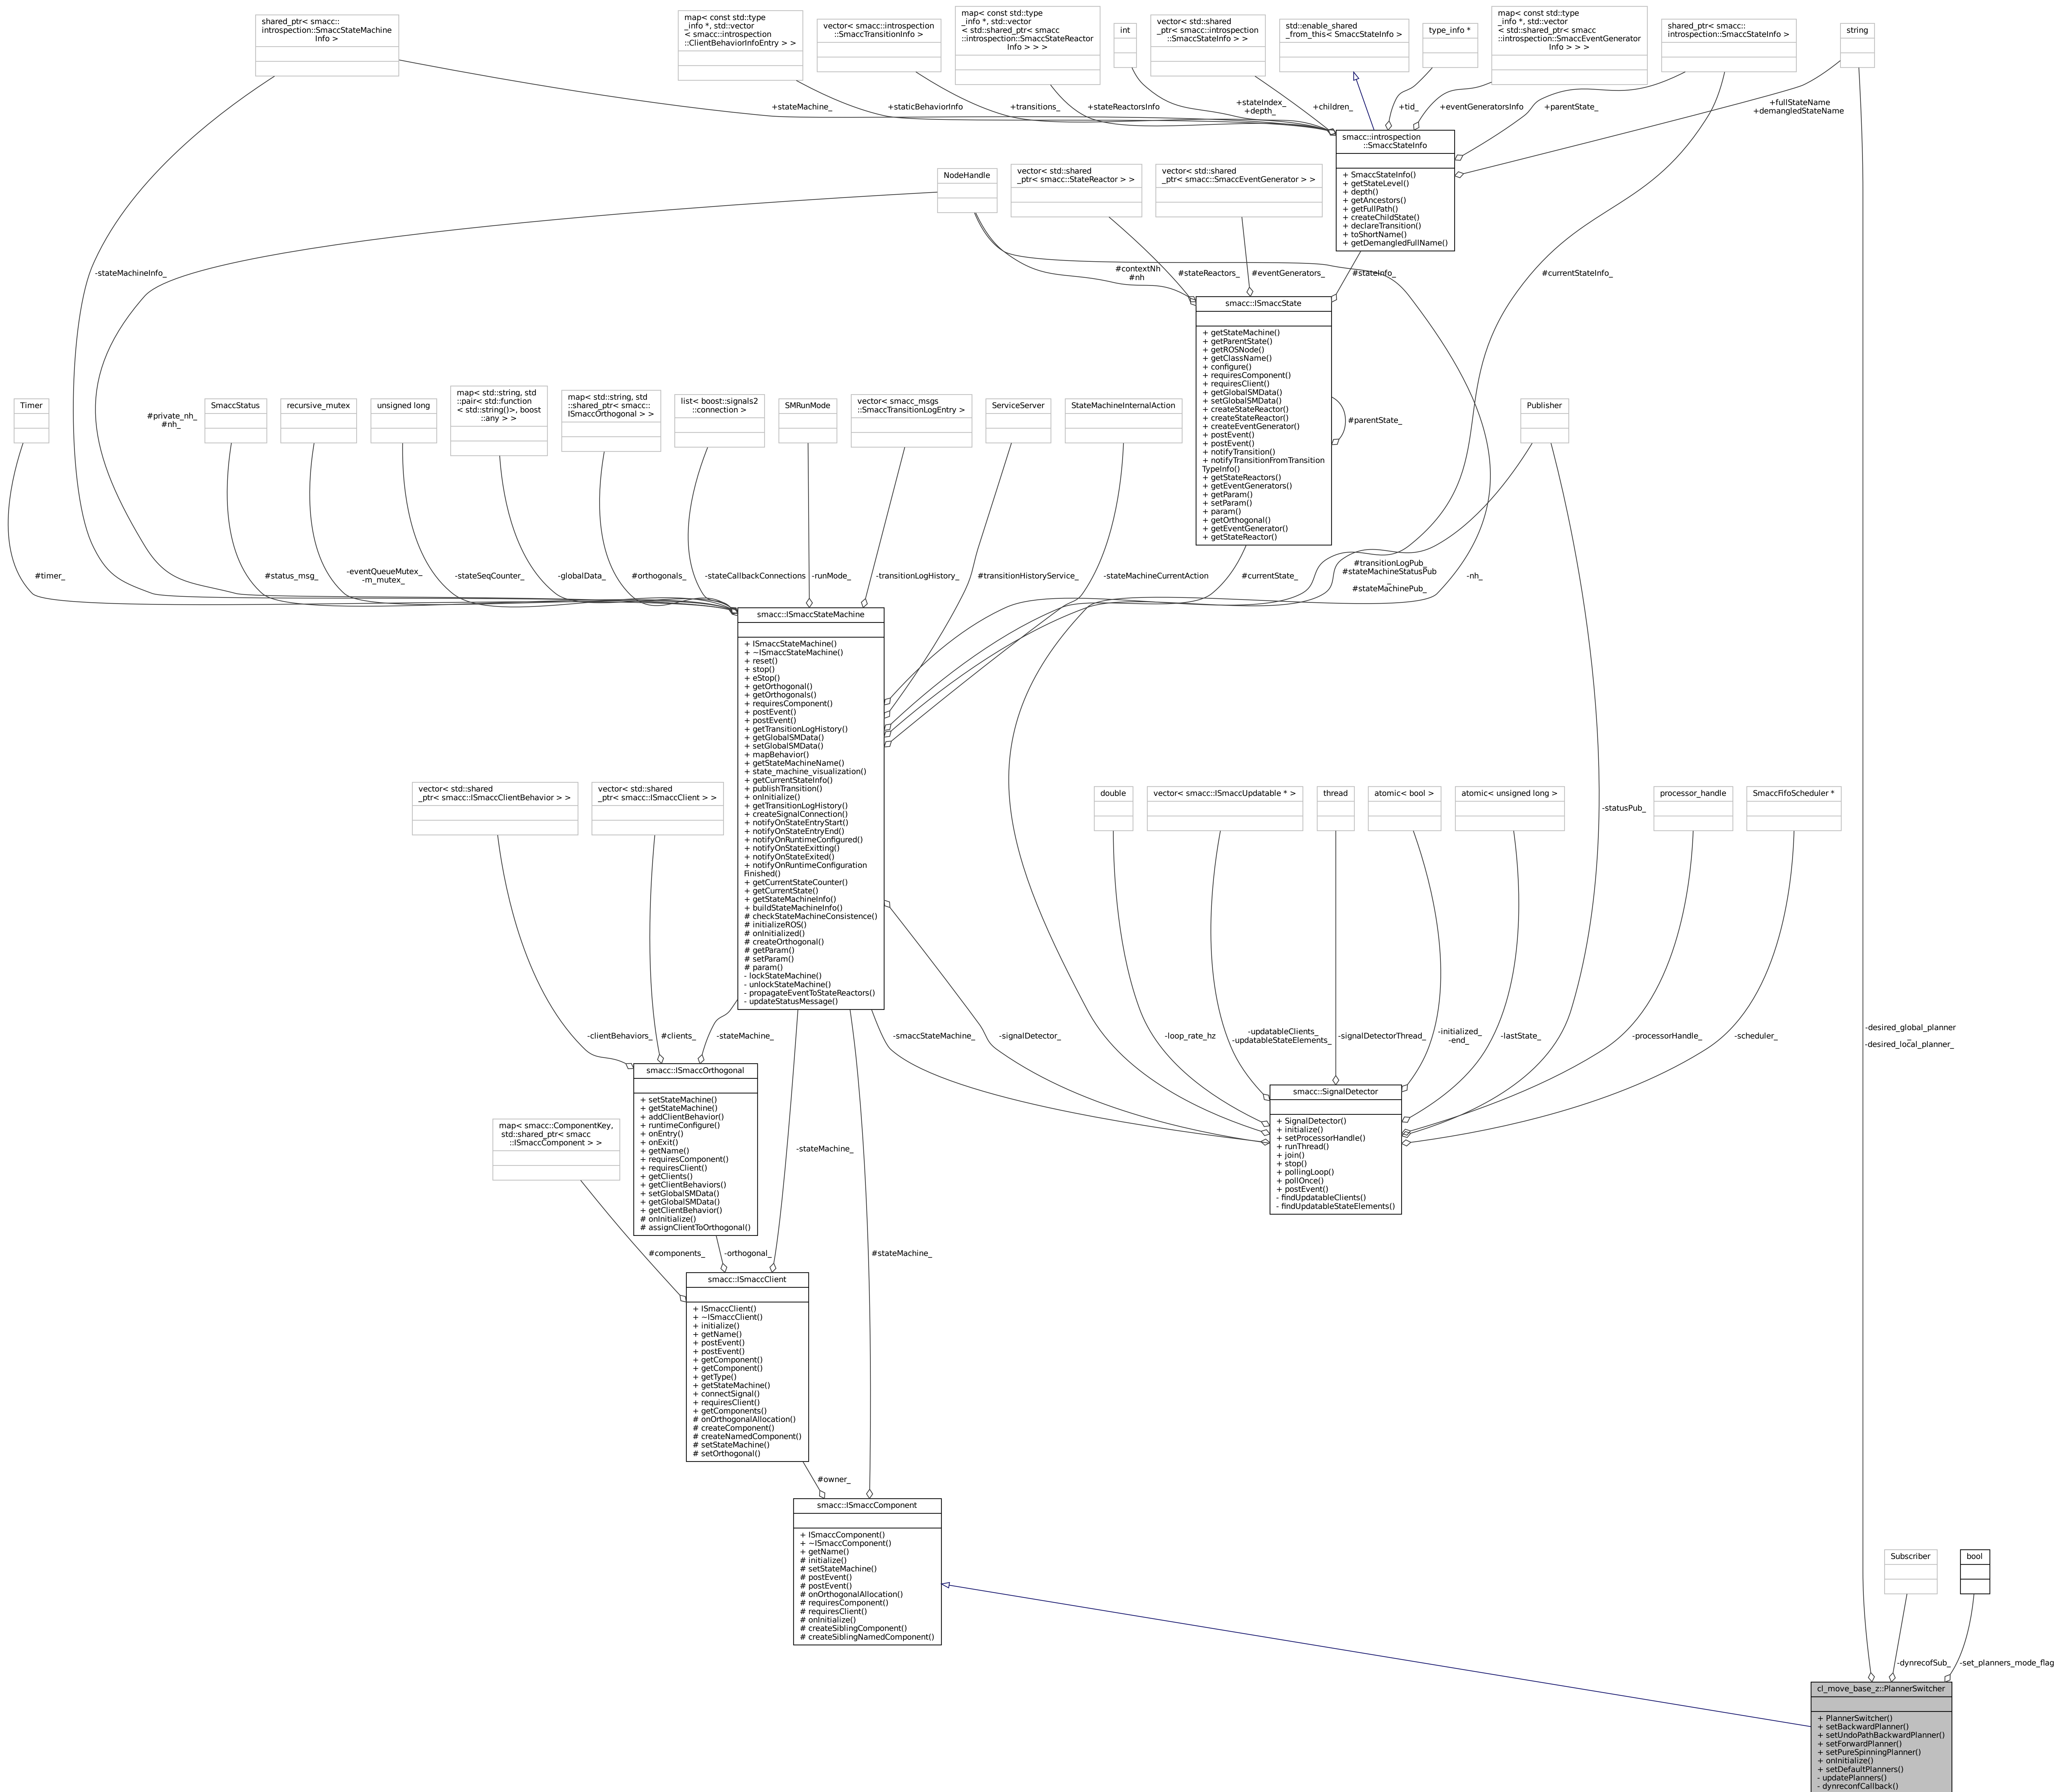 shared_ptr< smacc::
introspection::SmaccStateMachine
Info >
map< const std::type
_info *, std::vector
< smacc::introspection
::ClientBehaviorInfoEntry > >
vector< smacc::introspection
::SmaccTransitionInfo >
map< const std::type
_info *, std::vector
< std::shared_ptr< smacc
::introspection::SmaccStateReactor
Info > > >
int
vector< std::shared
_ptr< smacc::introspection
::SmaccStateInfo > >
std::enable_shared
_from_this< SmaccStateInfo >
type_info *
map< const std::type
_info *, std::vector
< std::shared_ptr< smacc
::introspection::SmaccEventGenerator
Info > > >
shared_ptr< smacc::
introspection::SmaccStateInfo >
string
+stateMachine_
+staticBehaviorInfo
+transitions_
+stateReactorsInfo
+stateIndex_
+depth_
+children_
+tid_
+eventGeneratorsInfo
+parentState_
+fullStateName
+demangledStateName
smacc::introspection
::SmaccStateInfo
+ SmaccStateInfo()
+ getStateLevel()
+ depth()
+ getAncestors()
+ getFullPath()
+ createChildState()
+ declareTransition()
+ toShortName()
+ getDemangledFullName()
NodeHandle
vector< std::shared
_ptr< smacc::StateReactor > >
vector< std::shared
_ptr< smacc::SmaccEventGenerator > >
-stateMachineInfo_
#contextNh
#nh
#stateReactors_
#eventGenerators_
#stateInfo_
#currentStateInfo_
smacc::ISmaccState
+ getStateMachine()
+ getParentState()
+ getROSNode()
+ getClassName()
+ configure()
+ requiresComponent()
+ requiresClient()
+ getGlobalSMData()
+ setGlobalSMData()
+ createStateReactor()
+ createStateReactor()
+ createEventGenerator()
+ postEvent()
+ postEvent()
+ notifyTransition()
+ notifyTransitionFromTransition
TypeInfo()
+ getStateReactors()
+ getEventGenerators()
+ getParam()
+ setParam()
+ param()
+ getOrthogonal()
+ getEventGenerator()
+ getStateReactor()
#parentState_
Timer
#private_nh_
#nh_
SmaccStatus
recursive_mutex
unsigned long
map< std::string, std
::pair< std::function
< std::string()>, boost
::any > >
map< std::string, std
::shared_ptr< smacc::
ISmaccOrthogonal > >
list< boost::signals2
::connection >
SMRunMode
vector< smacc_msgs
::SmaccTransitionLogEntry >
ServiceServer
StateMachineInternalAction
Publisher
#timer_
#status_msg_
-eventQueueMutex_
-m_mutex_
-stateSeqCounter_
-globalData_
#orthogonals_
-stateCallbackConnections
-runMode_
-transitionLogHistory_
#transitionHistoryService_
-stateMachineCurrentAction
#currentState_
#transitionLogPub_
#stateMachineStatusPub
_
#stateMachinePub_
-nh_
smacc::ISmaccStateMachine
+ ISmaccStateMachine()
+ ~ISmaccStateMachine()
+ reset()
+ stop()
+ eStop()
+ getOrthogonal()
+ getOrthogonals()
+ requiresComponent()
+ postEvent()
+ postEvent()
+ getTransitionLogHistory()
+ getGlobalSMData()
+ setGlobalSMData()
+ mapBehavior()
+ getStateMachineName()
+ state_machine_visualization()
+ getCurrentStateInfo()
+ publishTransition()
+ onInitialize()
+ getTransitionLogHistory()
+ createSignalConnection()
+ notifyOnStateEntryStart()
+ notifyOnStateEntryEnd()
+ notifyOnRuntimeConfigured()
+ notifyOnStateExitting()
+ notifyOnStateExited()
+ notifyOnRuntimeConfiguration
Finished()
+ getCurrentStateCounter()
+ getCurrentState()
+ getStateMachineInfo()
+ buildStateMachineInfo()
# checkStateMachineConsistence()
# initializeROS()
# onInitialized()
# createOrthogonal()
# getParam()
# setParam()
# param()
- lockStateMachine()
- unlockStateMachine()
- propagateEventToStateReactors()
- updateStatusMessage()
vector< std::shared
_ptr< smacc::ISmaccClientBehavior > >
vector< std::shared
_ptr< smacc::ISmaccClient > >
double
vector< smacc::ISmaccUpdatable * >
thread
atomic< bool >
atomic< unsigned long >
-statusPub_
processor_handle
SmaccFifoScheduler *
-clientBehaviors_
#clients_
-stateMachine_
-smaccStateMachine_
-signalDetector_
-loop_rate_hz
-updatableClients_
-updatableStateElements_
-signalDetectorThread_
-initialized_
-end_
-lastState_
-processorHandle_
-scheduler_
-desired_global_planner
_
-desired_local_planner_
smacc::ISmaccOrthogonal
+ setStateMachine()
+ getStateMachine()
+ addClientBehavior()
+ runtimeConfigure()
+ onEntry()
+ onExit()
+ getName()
+ requiresComponent()
+ requiresClient()
+ getClients()
+ getClientBehaviors()
+ setGlobalSMData()
+ getGlobalSMData()
+ getClientBehavior()
# onInitialize()
# assignClientToOrthogonal()
smacc::SignalDetector
+ SignalDetector()
+ initialize()
+ setProcessorHandle()
+ runThread()
+ join()
+ stop()
+ pollingLoop()
+ pollOnce()
+ postEvent()
- findUpdatableClients()
- findUpdatableStateElements()
map< smacc::ComponentKey,
std::shared_ptr< smacc
::ISmaccComponent > >
-stateMachine_
#components_
-orthogonal_
#stateMachine_
smacc::ISmaccClient
+ ISmaccClient()
+ ~ISmaccClient()
+ initialize()
+ getName()
+ postEvent()
+ postEvent()
+ getComponent()
+ getComponent()
+ getType()
+ getStateMachine()
+ connectSignal()
+ requiresClient()
+ getComponents()
# onOrthogonalAllocation()
# createComponent()
# createNamedComponent()
# setStateMachine()
# setOrthogonal()
#owner_
smacc::ISmaccComponent
+ ISmaccComponent()
+ ~ISmaccComponent()
+ getName()
# initialize()
# setStateMachine()
# postEvent()
# postEvent()
# onOrthogonalAllocation()
# requiresComponent()
# requiresClient()
# onInitialize()
# createSiblingComponent()
# createSiblingNamedComponent()
Subscriber
bool
-dynrecofSub_
-set_planners_mode_flag
cl_move_base_z::PlannerSwitcher
+ PlannerSwitcher()
+ setBackwardPlanner()
+ setUndoPathBackwardPlanner()
+ setForwardPlanner()
+ setPureSpinningPlanner()
+ onInitialize()
+ setDefaultPlanners()
- updatePlanners()
- dynreconfCallback()